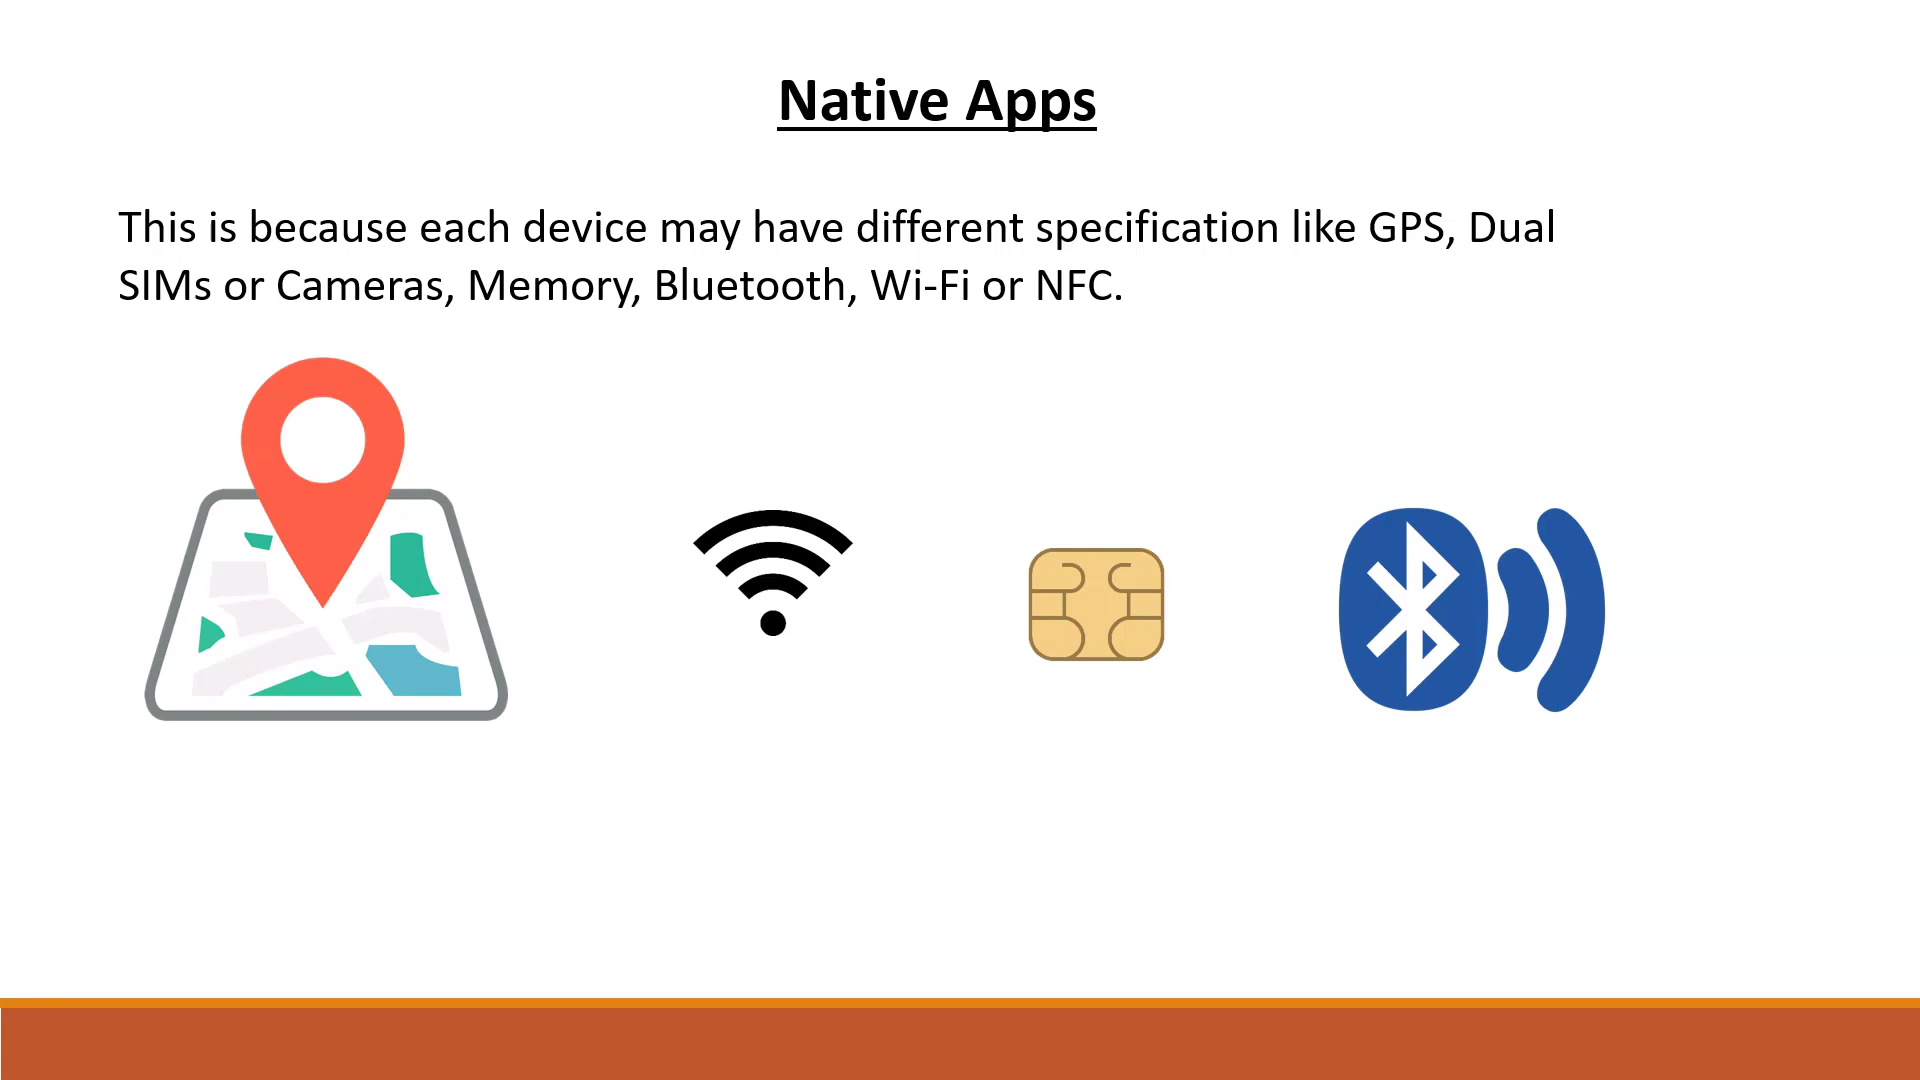 Native Apps
This is because each device may have different specification like GPS, Dual
SIMs or Cameras, Memory, Bluetooth, Wi-Fi or NFC.